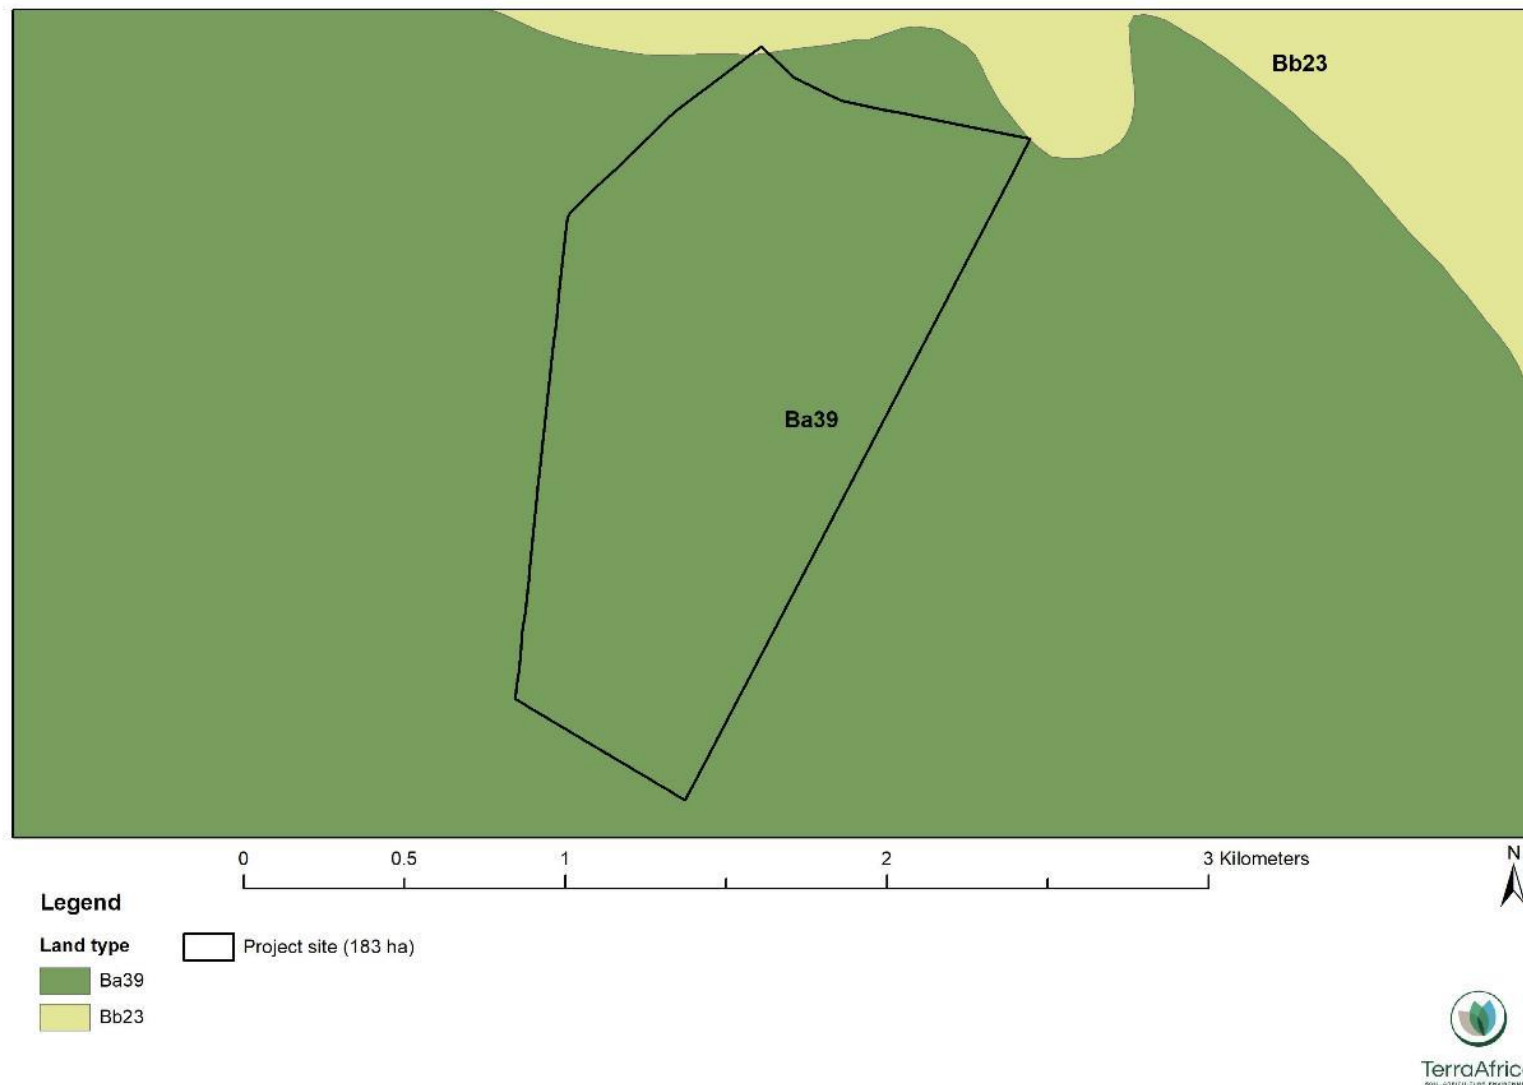 Bb23
Ba39
0 0.5 1 2 3 Kilometers
N
Legend
Land type
Project site (183 ha)
Ba39
Bb23
TerraAfric